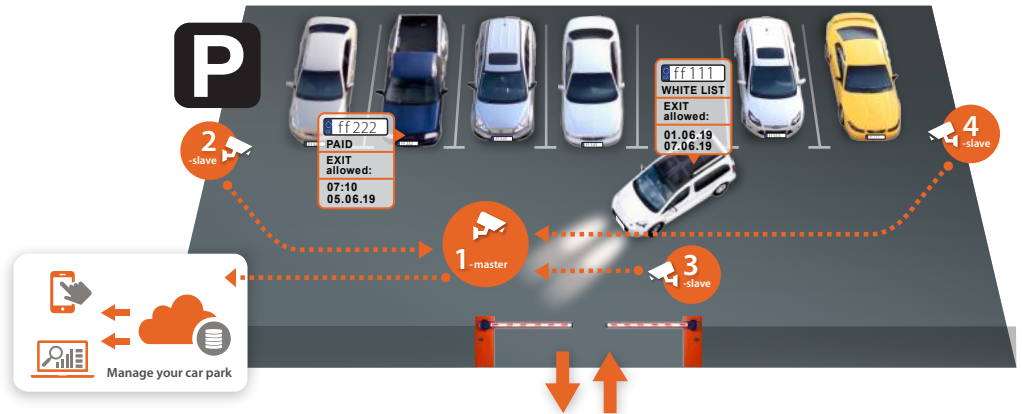 P
ff111
WHITE LIST
EXIT
allowed:
01.06.19
07.06.19
ff222
PAID
EXIT
allowed:
07:10
05.06.19
2
-slave
4
-slave
1-master
3
-slave
Manage your car park